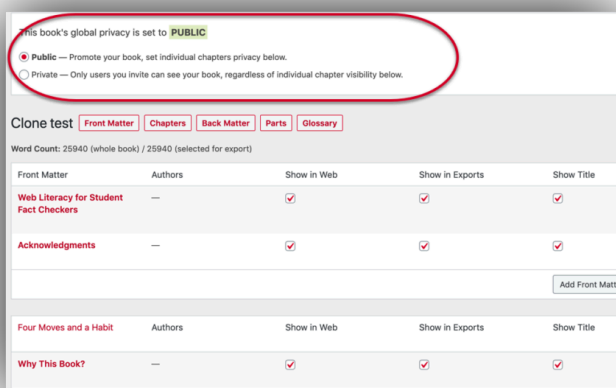 This book's global privacy is set to PUBLIC
Public — Promote your book, set individual chapters privacy below.
Private — Only users you invite can see your book, regardless of individual chapter visibility below.
Clone test Front Matter Chapters Back Matter Parts Glossary
Word Count: 25940 (whole book) / 25940 (selected for export)
Front Matter Authors Show in Web Show in Exports Show Title
Web Literacy for Student
Fact Checkers —
Acknowledgments —
Add Front Matt
Four Moves and a Habit Authors Show in Web Show in Exports Show Title
Why This Book? —